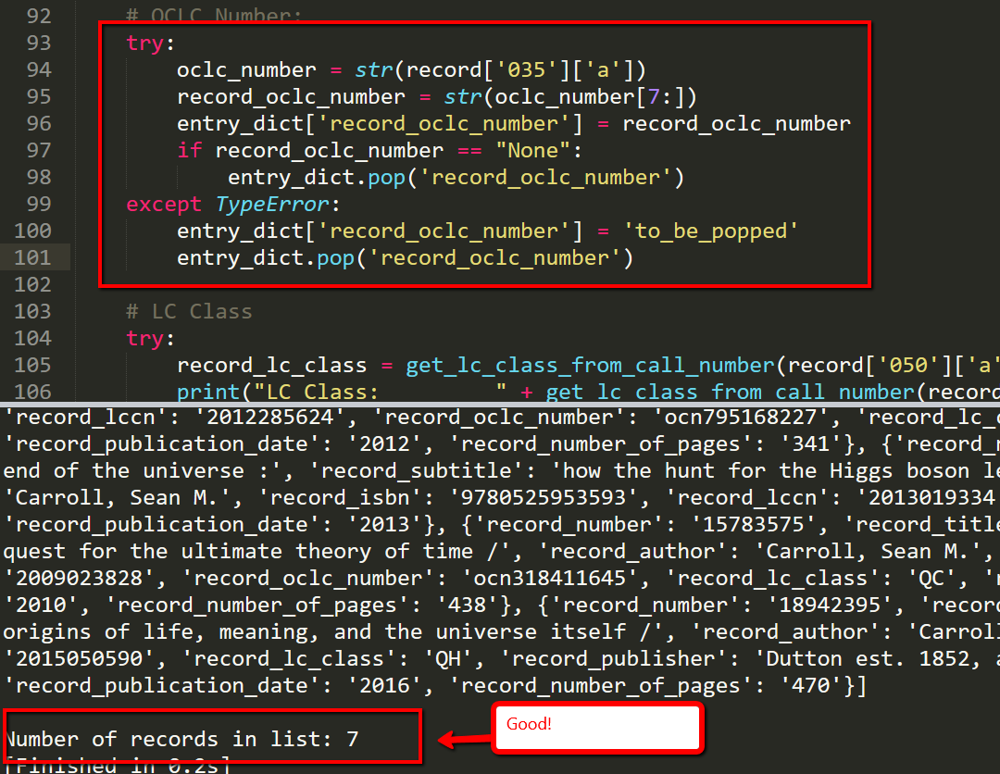 92 # OCLC Number:
93 try:
94 oclc_number = str(record['035']['a'])
95 record_oclc_number = str(oclc_number[7:])
96 entry_dict['record_oclc_number'] = record_oclc_number
97 if record_oclc_number == "None":
98 entry_dict.pop('record_oclc_number')
99 except TypeError:
100 entry_dict['record_oclc_number'] = 'to_be_popped'
101 entry_dict.pop('record_oclc_number')
102
103 # LC Class
104 try:
105 record_lc_class = get_lc_class_from_call_number(record['050']['a'
106 print("LC Class:         " + get_lc_class_from_call_number(record
'record_lccn': '2012285624', 'record_oclc_number': 'ocn795168227', 'record_lc_c
'record_publication_date': '2012', 'record_number_of_pages': '341'}, {'record_n
end of the universe :', 'record_subtitle': 'how the hunt for the Higgs boson le
'Carroll, Sean M.', 'record_isbn': '9780525953593', 'record_lccn': '2013019334
'record_publication_date': '2013'}, {'record_number': '15783575', 'record_title
quest for the ultimate theory of time /', 'record_author': 'Carroll, Sean M.',
'2009023828', 'record_oclc_number': 'ocn318411645', 'record_lc_class': 'QC', 'r
'2010', 'record_number_of_pages': '438'}, {'record_number': '18942395', 'recor
origins of life, meaning, and the universe itself /', 'record_author': 'Carroll
'2015050590', 'record_lc_class': 'QH', 'record_publisher': 'Dutton est. 1852, a
'record_publication_date': '2016', 'record_number_of_pages': '470'}]
Number of records in list: 7
Good!
[Finished in 0.2s]